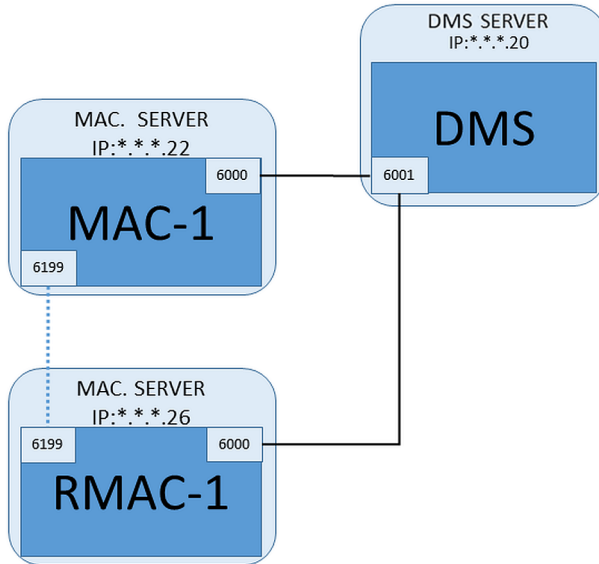 DMS SERVER
IP:*.*.*.20
DMS
6001
MAC. SERVER
IP:*.*.*.22
6000
MAC-1
6199
MAC. SERVER
IP:*.*.*.26
6199
6000
RMAC-1